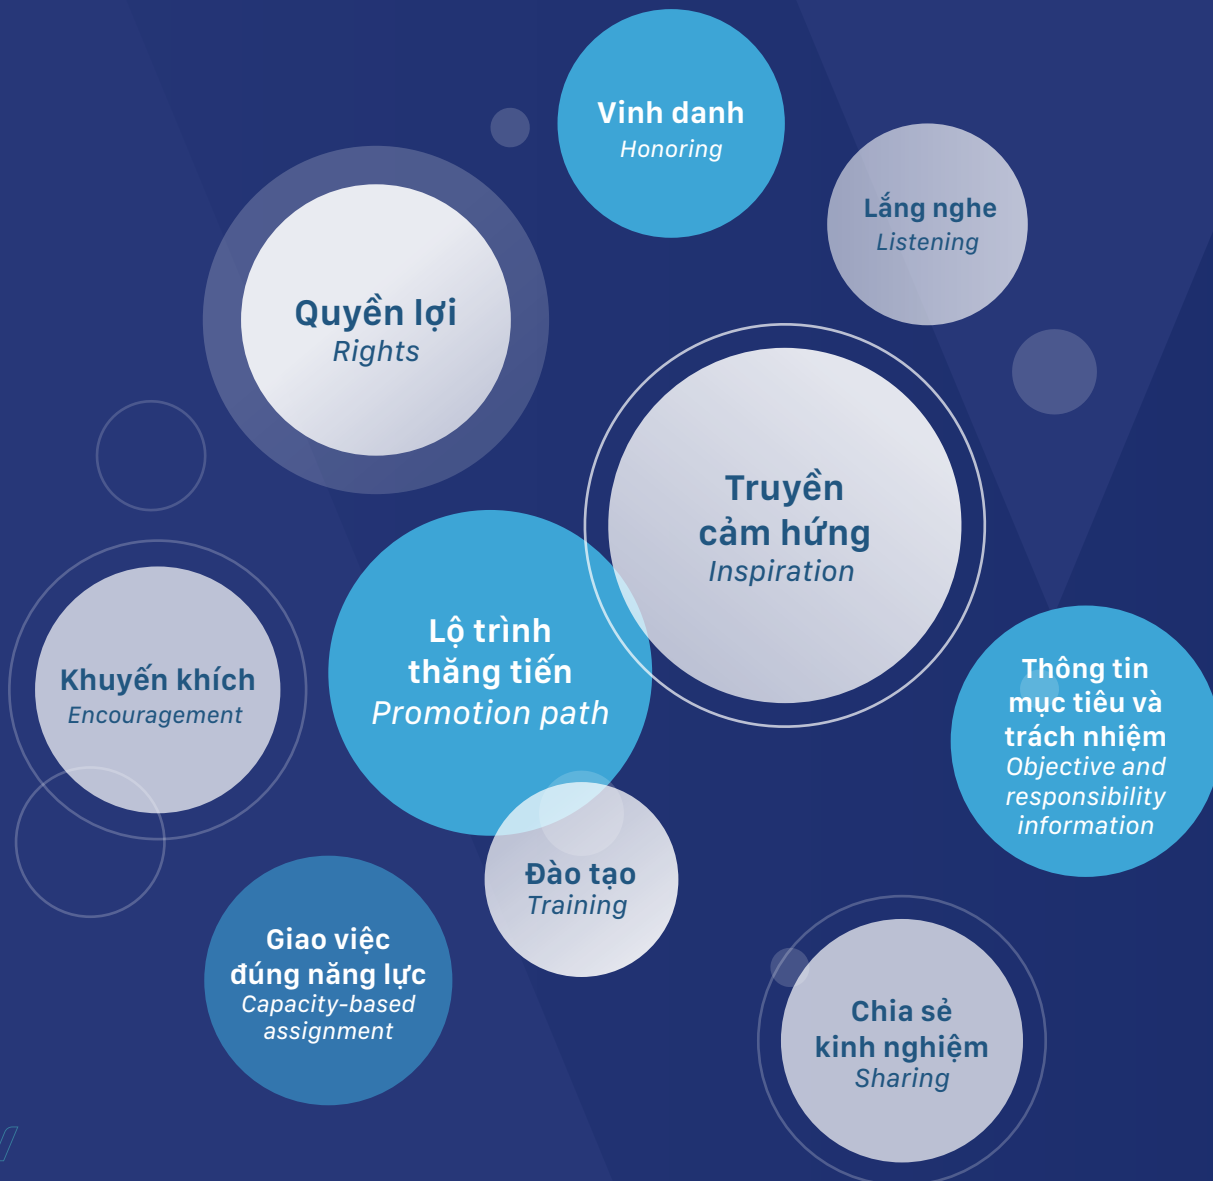 Vinh danh
Honoring
Lắng nghe
Listening
Quyền lợi
Rights
Truyền
cảm hứng
Inspiration
Lộ trình
thăng tiến
Promotion path
Khuyến khích
Encouragement
Thông tin
mục tiêu và
trách nhiệm
Objective and
responsibility
information
Đào tạo
Training
Giao việc
đúng năng lực
Capacity-based
assignment
Chia sẻ
kinh nghiệm
Sharing